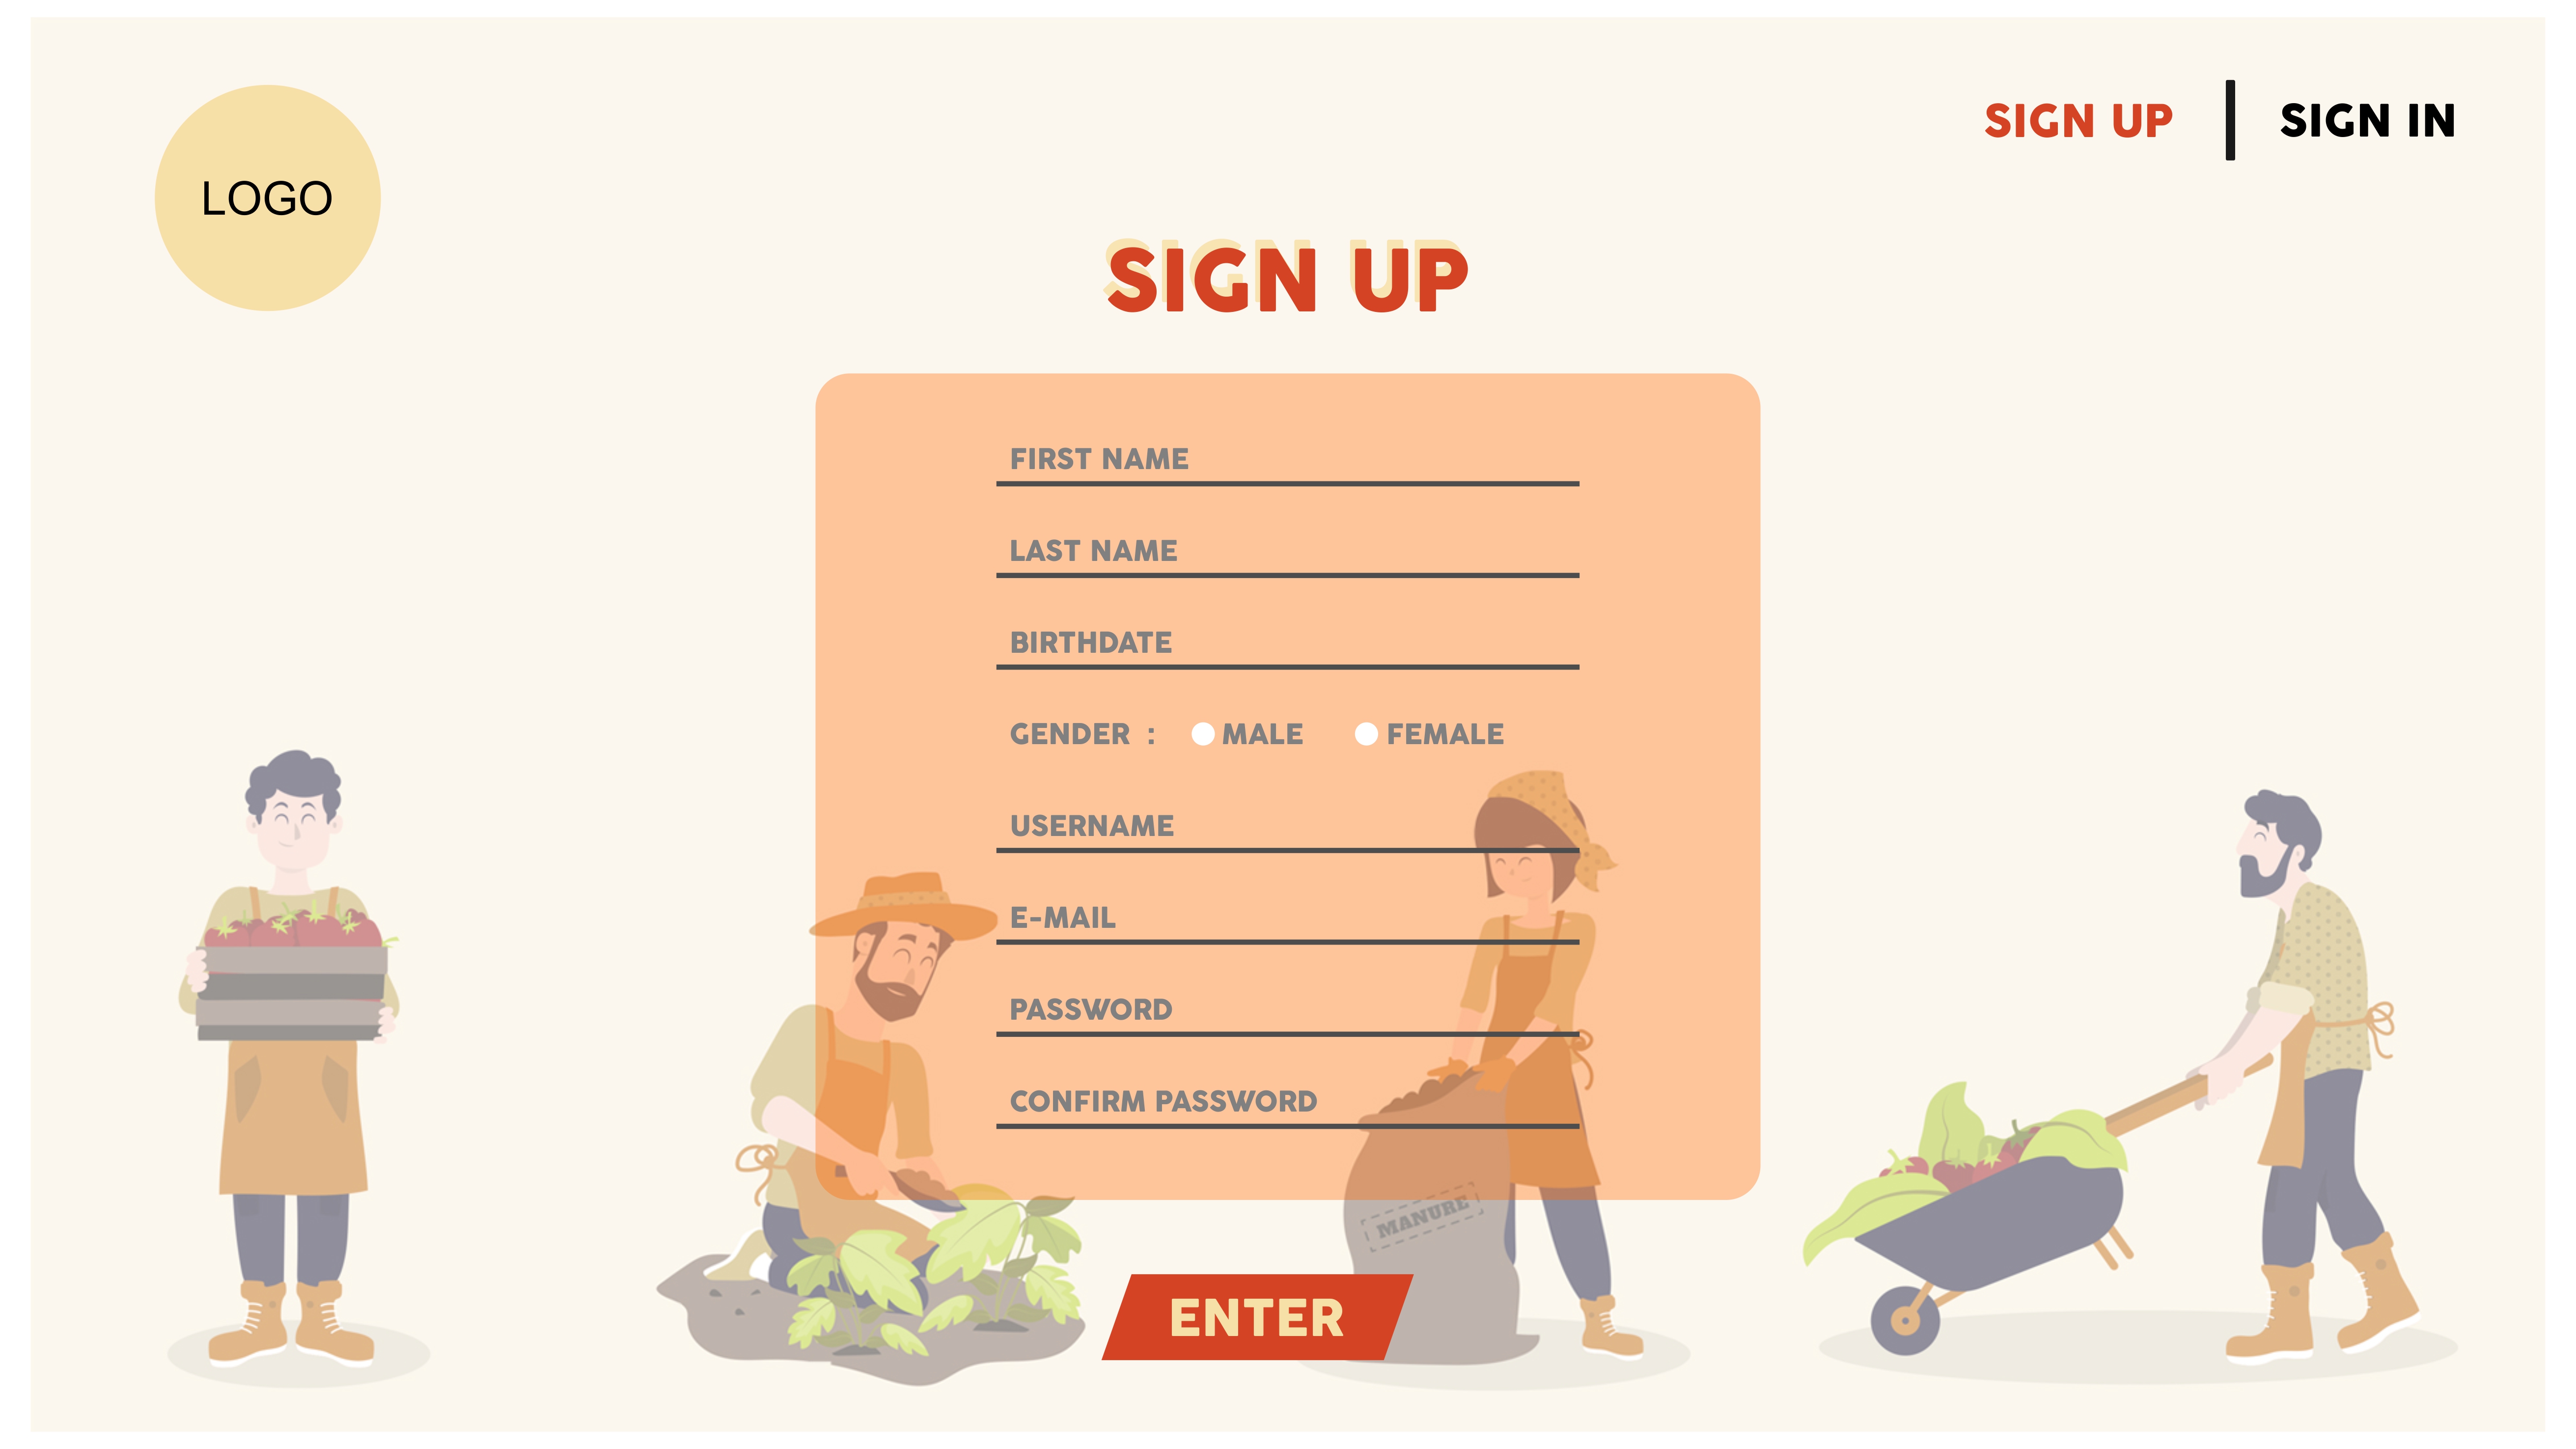 LOGO
SIGN UP
SIGN IN
SIGN UP
FIRST NAME
LAST NAME
BIRTHDATE
GENDER : MALE FEMALE
USERNAME
E-MAIL
PASSWORD
CONFIRM PASSWORD
MANURE
ENTER